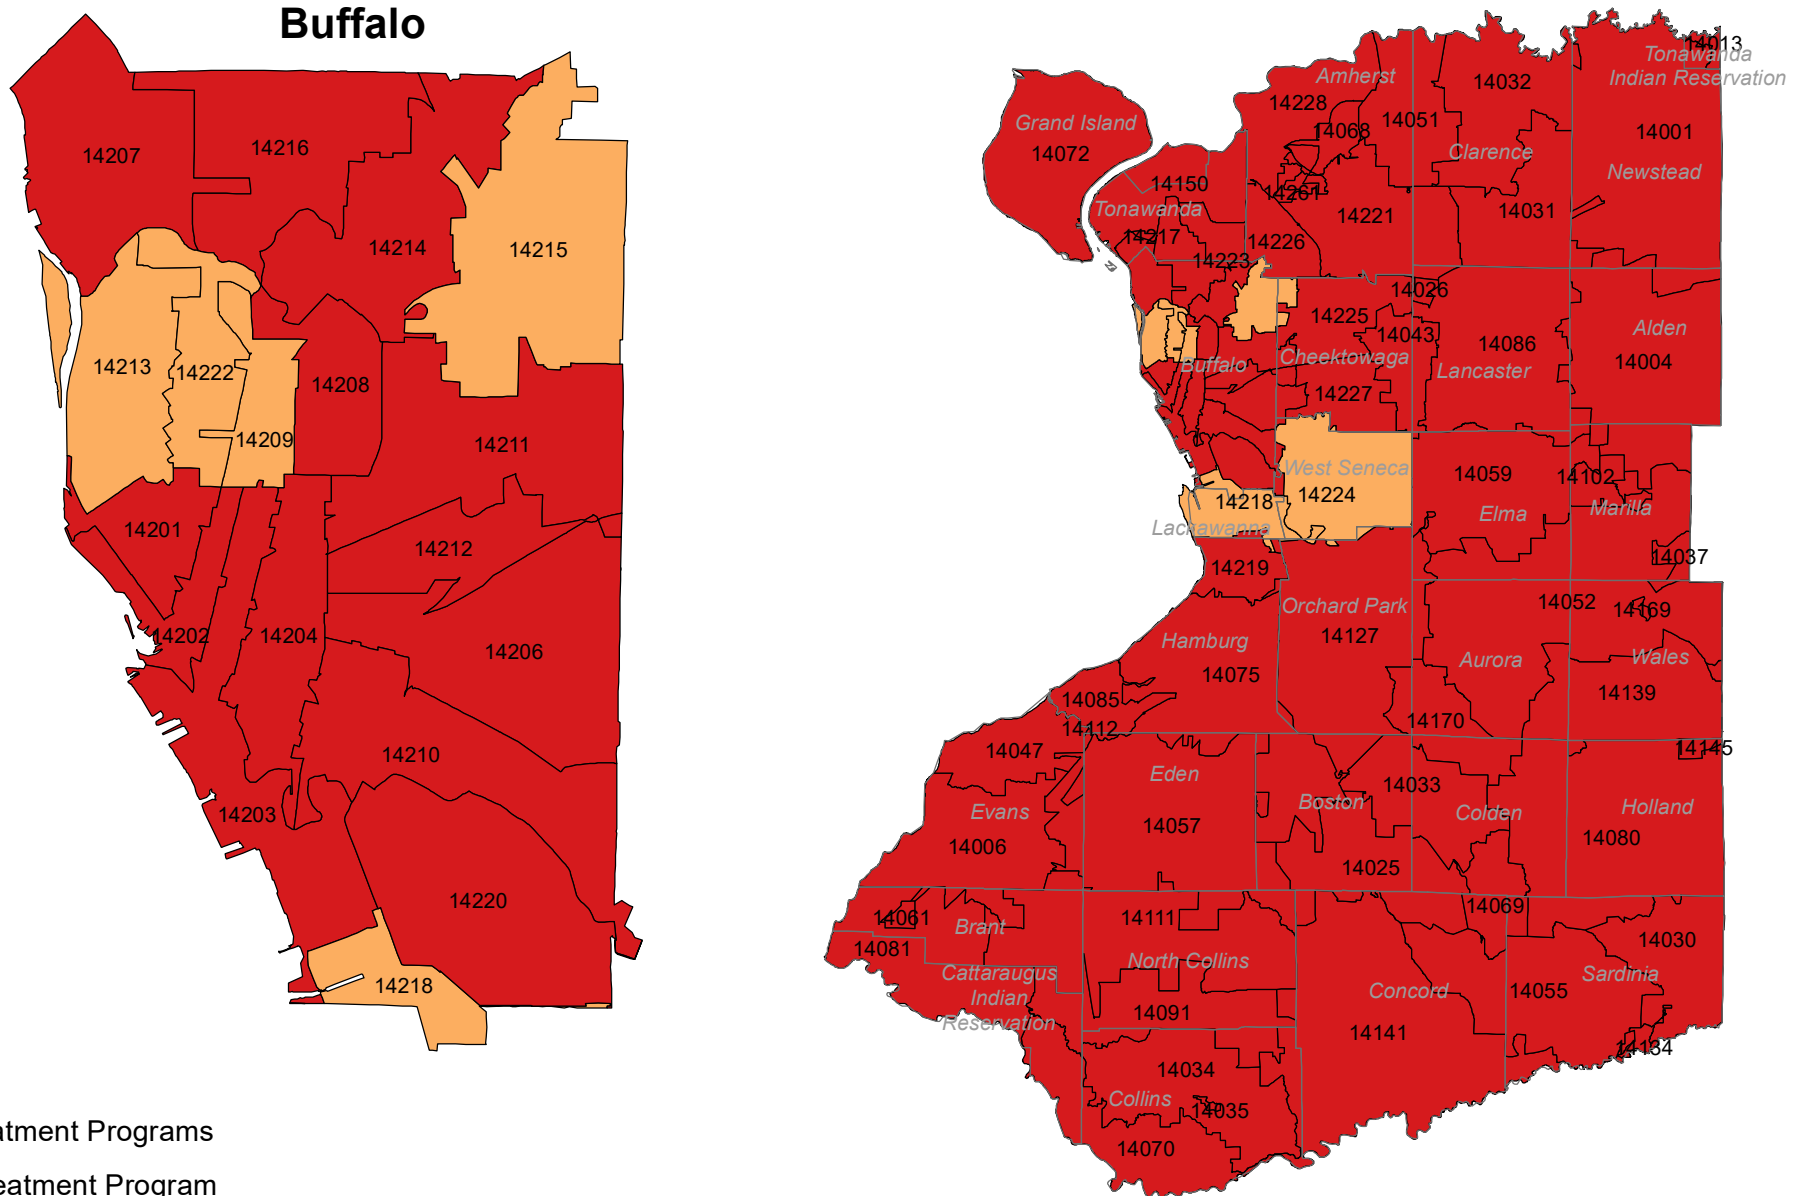 Buffalo
14207
14216
14214
14215
14213
14222
14208
14209
14211
14201
14212
14202
14204
14206
14210
14203
14220
14218
atment Programs
eatment Program
14013
Tonawanda
Indian Reservation
Amherst
14032
14228
14051
14068
14001
Grand Island
14072
Clarence
Newstead
14150
14261
Tonawanda
14221
14031
14217
14226
14223
14026
14225
14043
14086
Alden
14004
Buffalo
Cheektowaga
Lancaster
14227
West Seneca
14224
14059
14102
14218
Elma
Marilla
Lackawanna
14037
14219
Orchard Park
14127
14052
14169
Hamburg
14075
Aurora
Wales
14139
14085
14112
14170
14047
14145
Eden
14033
Evans
Boston
Colden
Holland
14057
14080
14006
14025
14061
Brant
14111
14069
14081
14030
North Collins
Cattaraugus
Indian
Reservation
Sardinia
Concord
14055
14091
14141
14134
14034
Collins
14035
14070